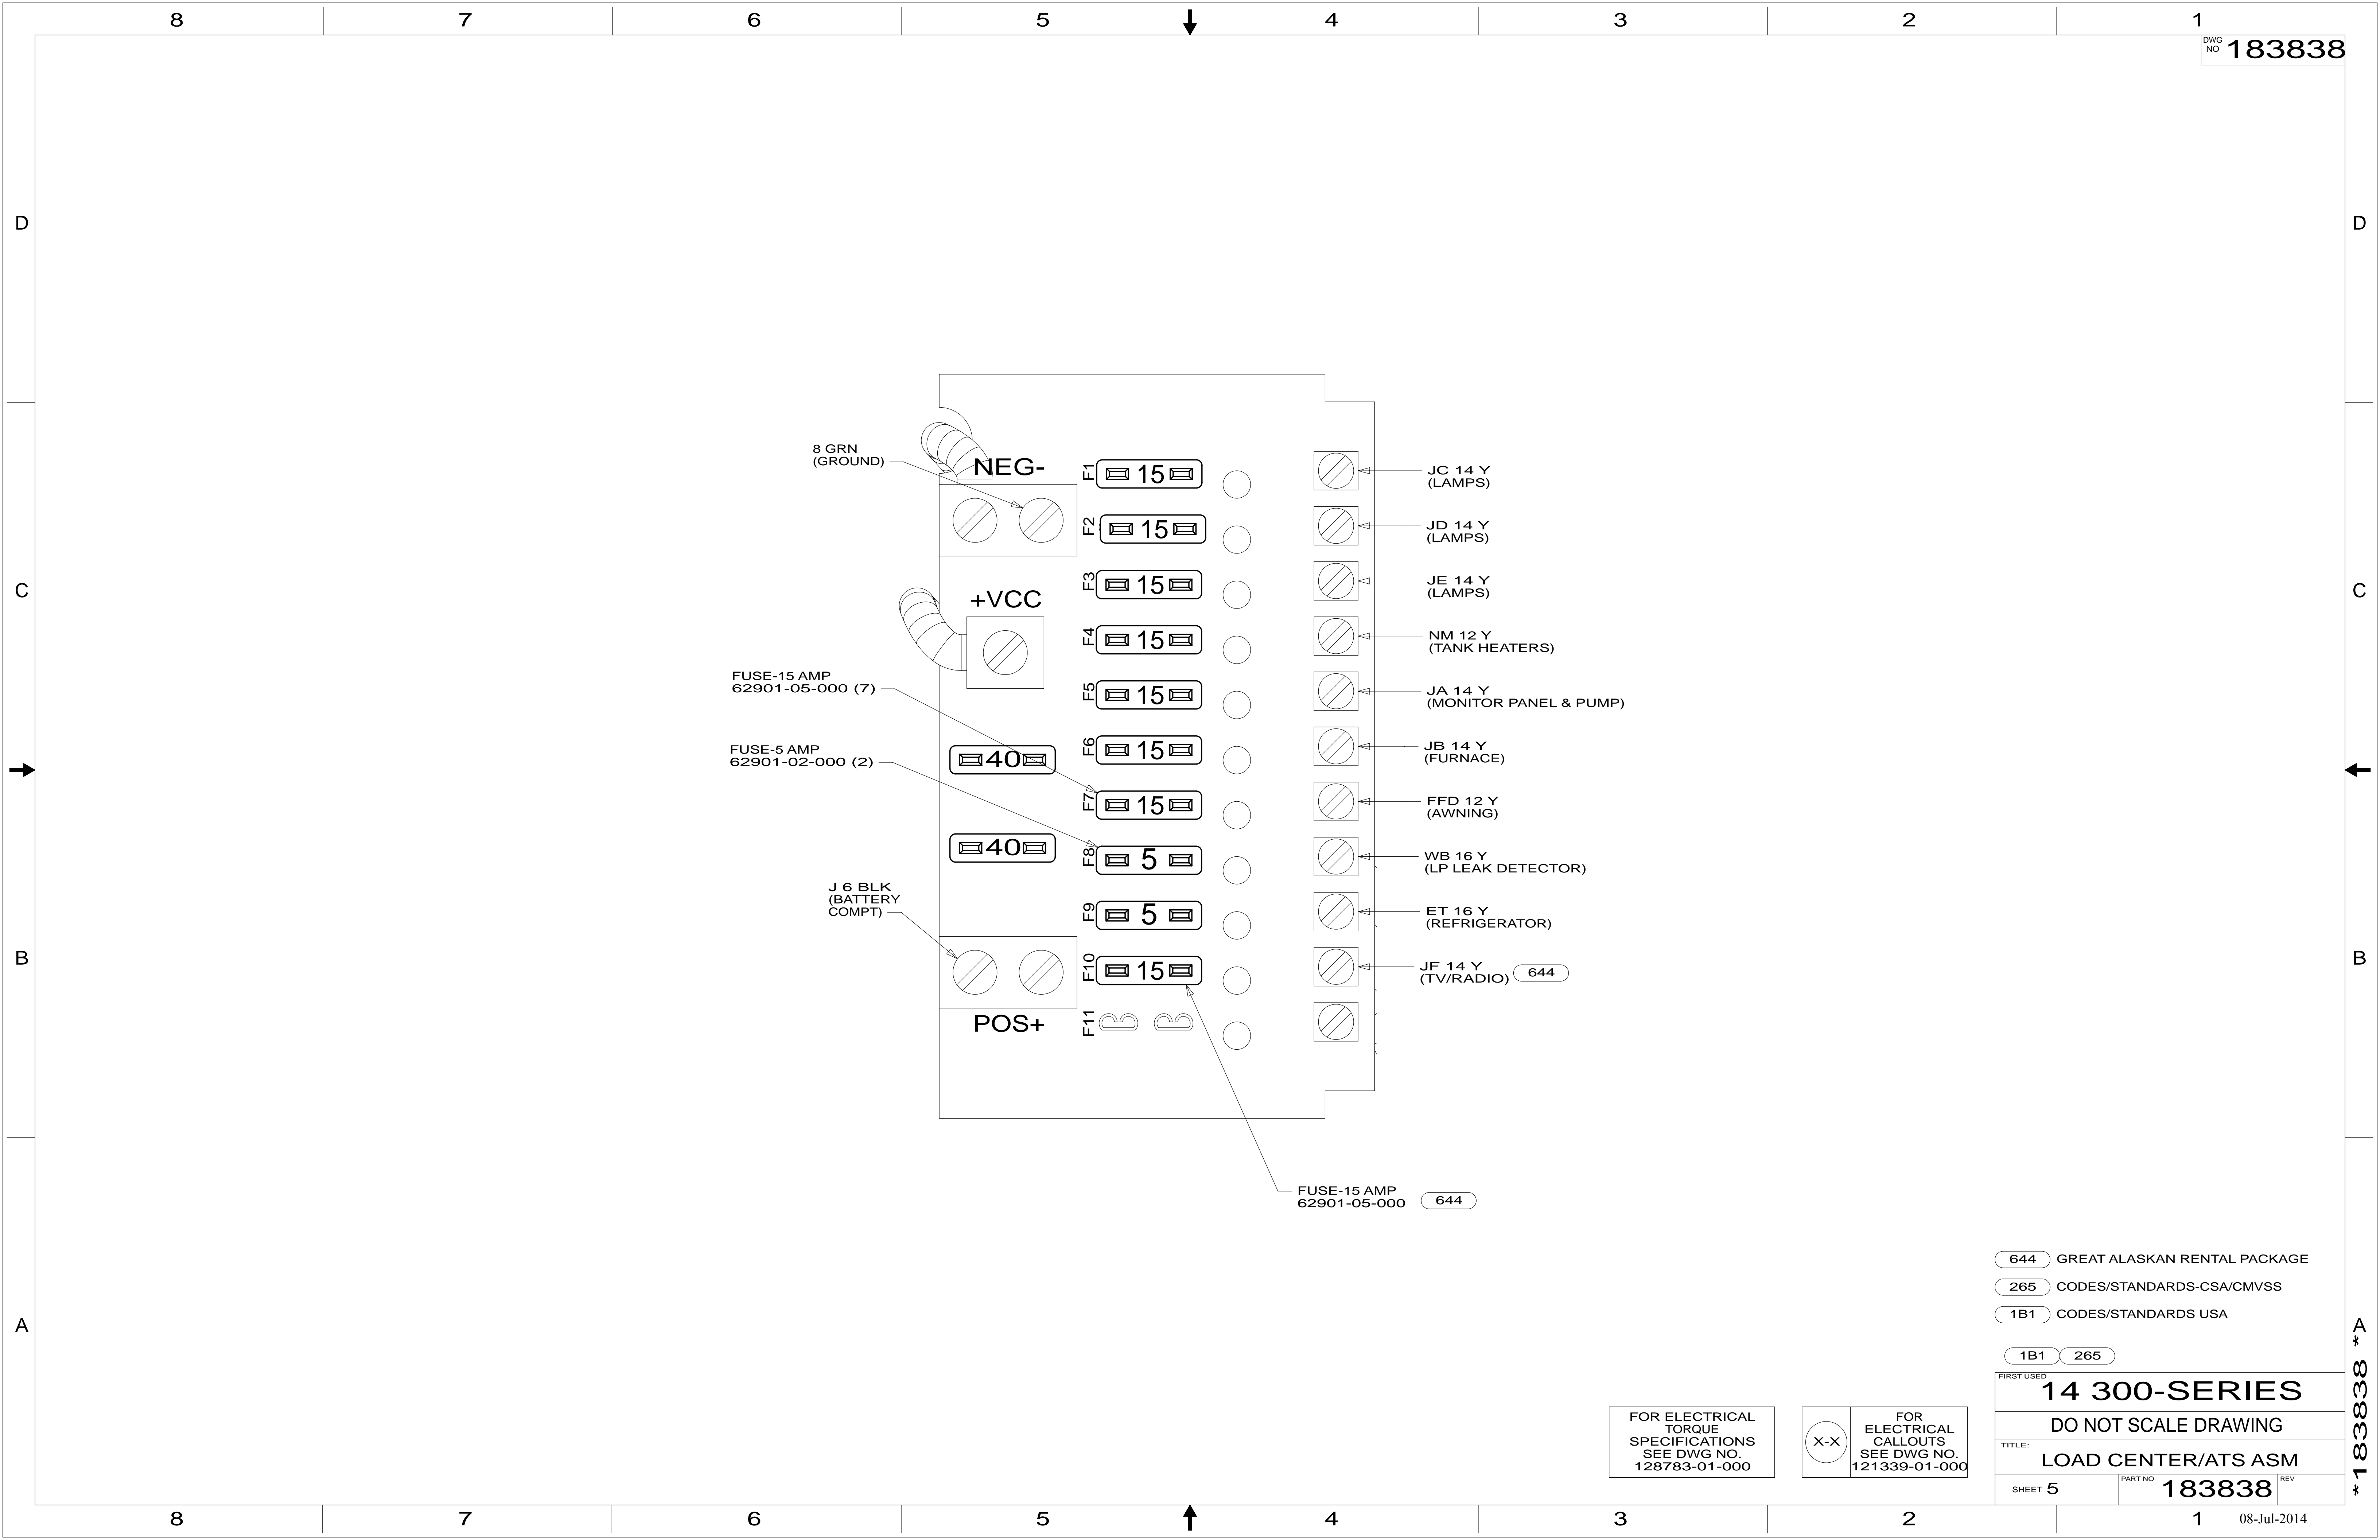 8 7 6 5 4 3 2 1
DWG
NO 183838
D D
8 GRN
(GROUND)
NEG-
F1 15
JC 14 Y
(LAMPS)
F2 15
JD 14 Y
(LAMPS)
C C
+VCC
F3 15
JE 14 Y
(LAMPS)
F4 15
NM 12 Y
(TANK HEATERS)
FUSE-15 AMP
62901-05-000 (7)
F5 15
JA 14 Y
(MONITOR PANEL & PUMP)
FUSE-5 AMP
62901-02-000 (2)
40
F6 15
JB 14 Y
(FURNACE)
F7 15
FFD 12 Y
(AWNING)
40
F8 5
WB 16 Y
(LP LEAK DETECTOR)
J 6 BLK
(BATTERY
COMPT)
F9 5
ET 16 Y
(REFRIGERATOR)
B B
F10 15
JF 14 Y
(TV/RADIO) 644
POS+
F11
FUSE-15 AMP
62901-05-000 644
644 GREAT ALASKAN RENTAL PACKAGE
265 CODES/STANDARDS-CSA/CMVSS
1B1 CODES/STANDARDS USA
A A
1B1 265
FIRST USED
14 300-SERIES
DO NOT SCALE DRAWING
TITLE:
LOAD CENTER/ATS ASM
SHEET 5
PART NO 183838
REV
*183838*
FOR ELECTRICAL
TORQUE
SPECIFICATIONS
SEE DWG NO.
128783-01-000
X-X
FOR
ELECTRICAL
CALLOUTS
SEE DWG NO.
121339-01-000
8 7 6 5 4 3 2 1
08-Jul-2014